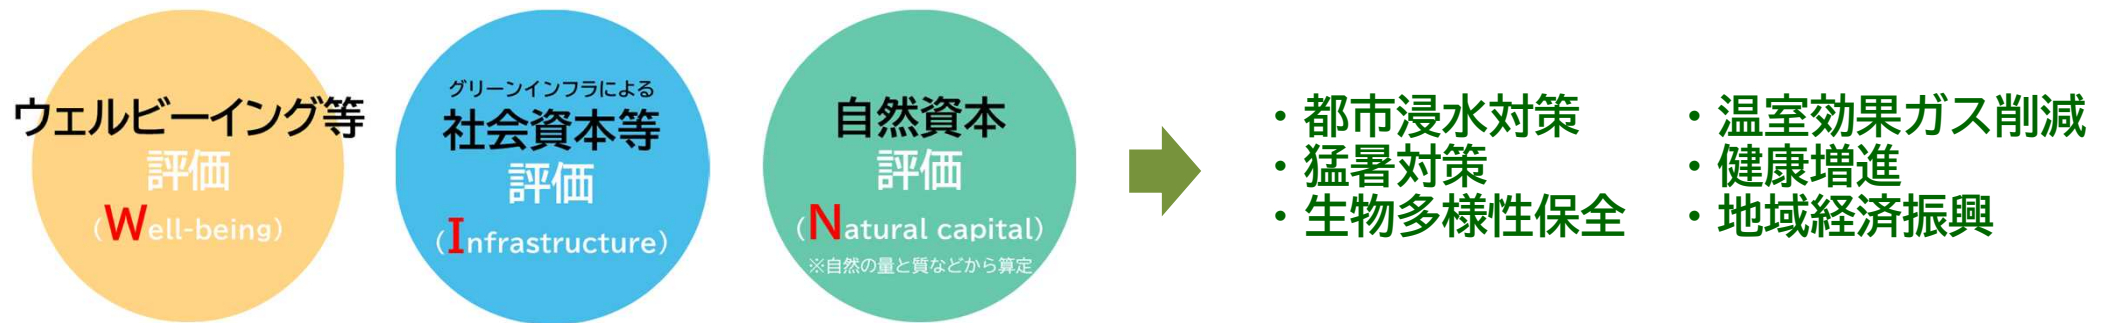 ウェルビーイング等
評価
(Well-being)
グリーンインフラによる
社会資本等
評価
(Infrastructure)
自然資本
評価
(Natural capital)
※自然の量と質などから算定
・都市浸水対策
・猛暑対策
・生物多様性保全
・温室効果ガス削減
・健康増進
・地域経済振興